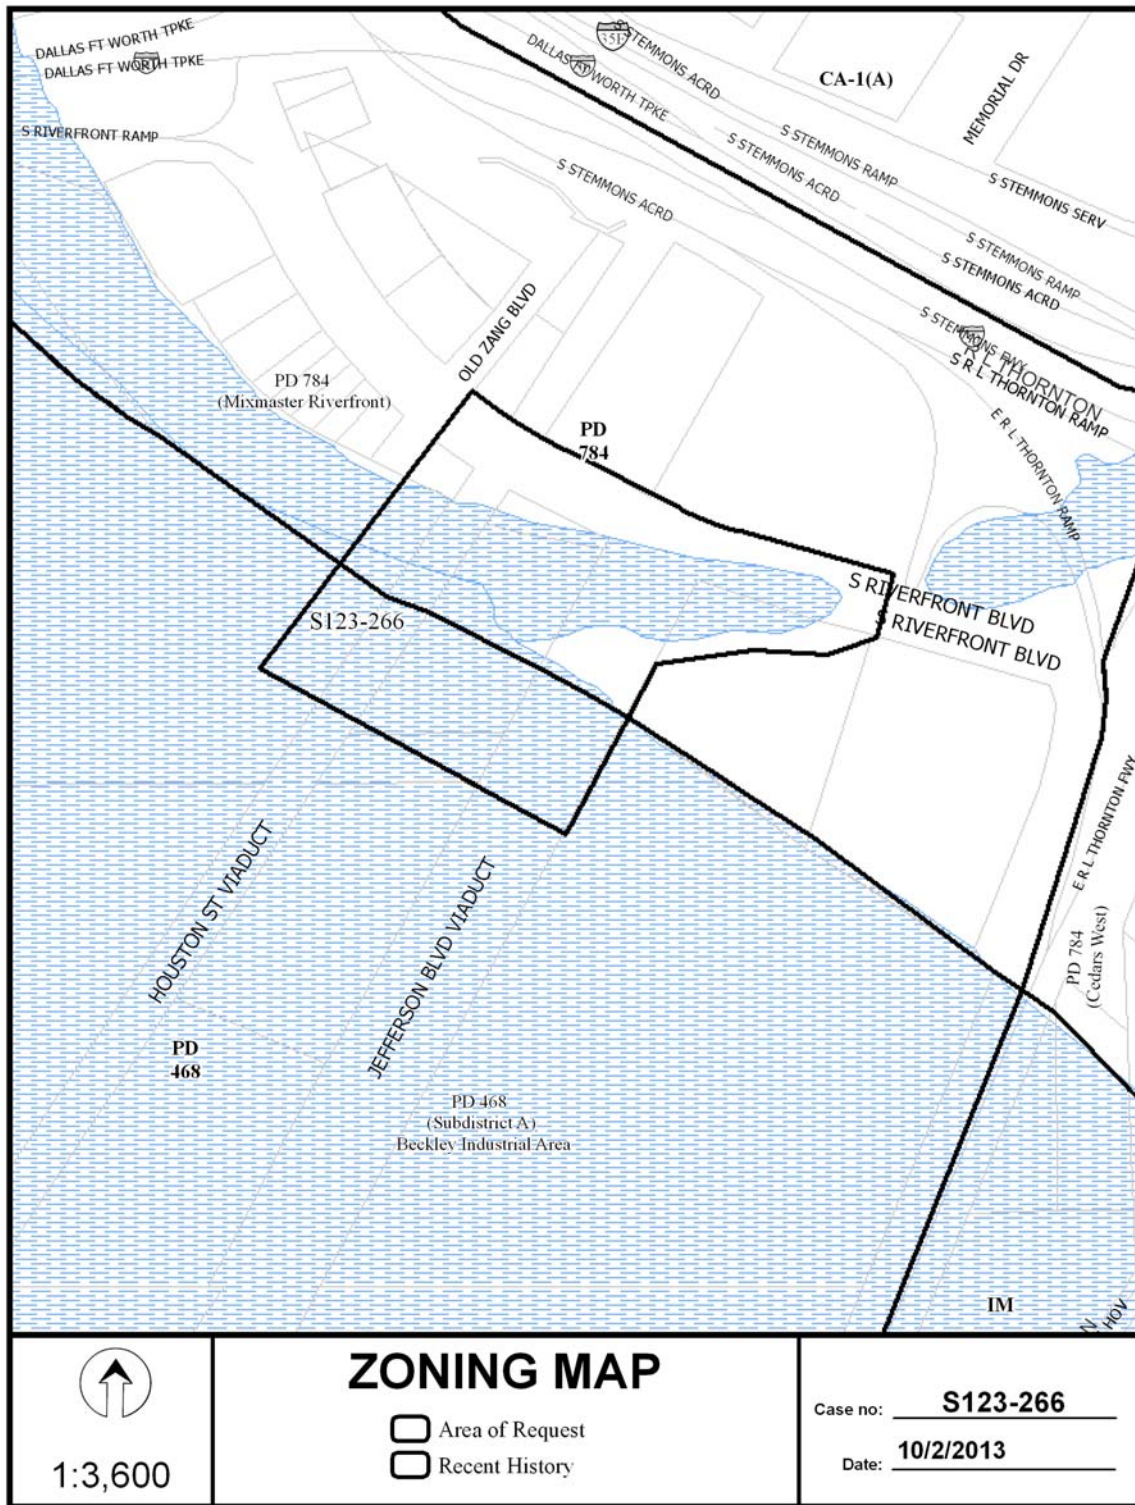 DALLAS FT WORTH TPKE
DALLAS FT WORTH TPKE
S RIVERFRONT RAMP
35E
S STEMMONS ACRD
DALLAS FT WORTH TPKE
CA-1(A)
MEMORIAL DR
S STEMMONS RAMP
S STEMMONS ACRD
S STEMMONS ACRD
S STEMMONS SERV
S STEMMONS RAMP
S STEMMONS ACRD
S STEMMONS FWY
R L THORNTON
S R L THORNTON RAMP
E R L THORNTON RAMP
OLD ZANG BLVD
PD 784
(Mixmaster Riverfront)
PD
784
S RIVERFRONT BLVD
S RIVERFRONT BLVD
S123-266
HOUSTON ST VIADUCT
JEFFERSON BLVD VIADUCT
E R L THORNTON FWY
PD 784
(Cedars West)
PD
468
PD 468
(Subdistrict A)
Beckley Industrial Area
IM
N
HOV
1:3,600
ZONING MAP
Area of Request
Recent History
Case no: S123-266
Date: 10/2/2013